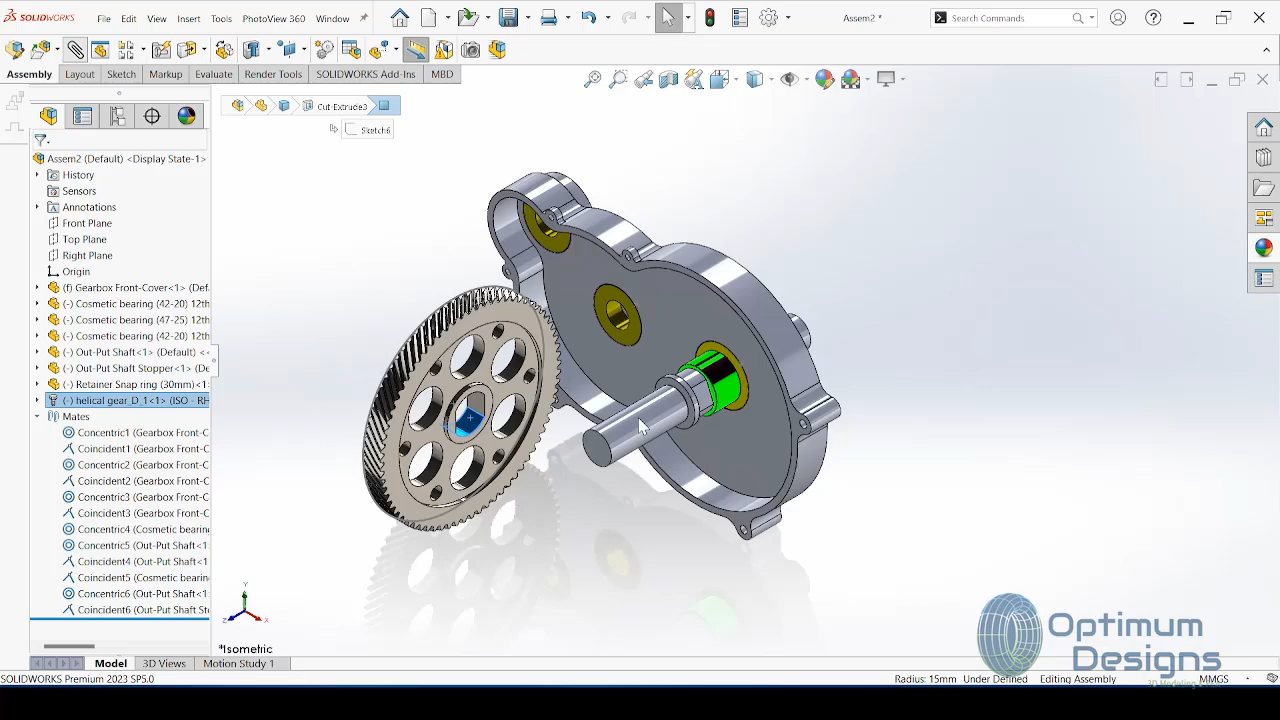 SOLIDWORKS File Edit View Insert Tools PhotoView 360 Window Assem2 * Search Commands
Assembly Layout Sketch Markup Evaluate Render Tools SOLIDWORKS Add-Ins MBD
Cut-Extrude3
Sketch6
Assem2 (Default) <Display State-1>
History
Sensors
Annotations
Front Plane
Top Plane
Right Plane
Origin
(f) Gearbox Front-Cover<1> (Def
(-) Cosmetic bearing (42-20) 12th
(-) Cosmetic bearing (47-25) 12th
(-) Cosmetic bearing (42-20) 12th
(-) Out-Put Shaft<1> (Default) <<
(-) Out-Put Shaft Stopper<1> (De
(-) Retainer Snap ring (30mm)<1
(-) helical gear_D_1<1> (ISO - RH
Mates
Concentric1 (Gearbox Front-C
Coincident1 (Gearbox Front-C
Concentric2 (Gearbox Front-C
Coincident2 (Gearbox Front-C
Concentric3 (Gearbox Front-C
Coincident3 (Gearbox Front-C
Concentric4 (Cosmetic bearing
Concentric5 (Out-Put Shaft<1
Coincident4 (Out-Put Shaft<1
Coincident5 (Cosmetic bearin
Concentric6 (Out-Put Shaft<1
Coincident6 (Out-Put Shaft St
Y
Z X
*Isometric
Optimum
Designs
Model 3D Views Motion Study 1
SOLIDWORKS Premium 2023 SP5.0 Radius: 15mm Under Defined Editing Assembly MMGS